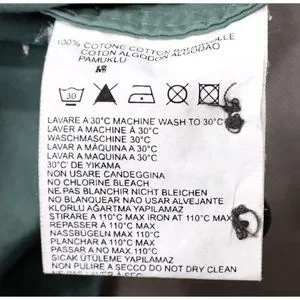 100% COTONE COTTON
COTON ALGODON ALGODÃO
PAMUKLU
30
LAVARE A 30°C MACHINE WASH TO 30°C
LAVER A MACHINE À 30°C
WASCHMASCHINE 30°C
LAVAR A MÀQUINA A 30°C
LAVAR A MAQUINA A 30°C
30°C' DE YIKAMA
NON USARE CANDEGGINA
NO CHLORINE BLEACH
NE.PAS BLANCHIR NICHT BLEICHEN
NO BLANQUEAR NAO USAR ALVEJANTE
KLORLU AĞARTMA YAPILAMAZ
STIRARE A 110°C MAX IRON AT 110°C MAX
REPASSER À 110°C MAX
NASSBÜGELN MAX 110°C
PLANCHAR A 110°C MAX
PASSAR A MAX 110°C
SICAK ÜTÜLEME YAPILAMAZ
NON PULIRE A SECCO DO NOT DRY CLEAN